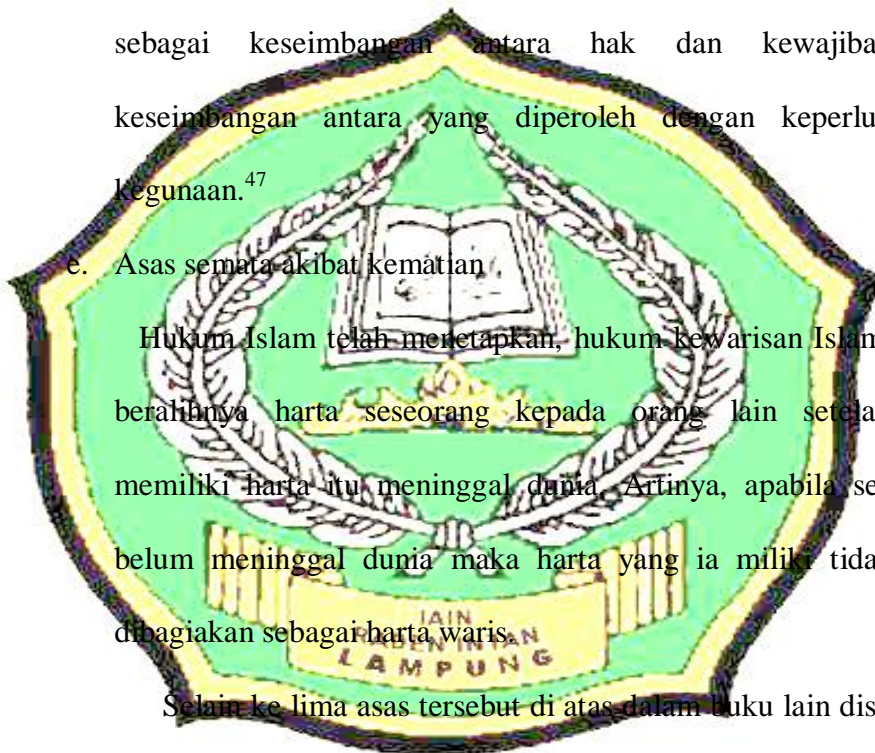 sebagai keseimbangan antara hak dan kewajiba
keseimbangan antara yang diperoleh dengan keperlu
kegunaan.47
e. Asas semata akibat kematian
Hukum Islam telah menetapkan, hukum kewarisan Islam
beralihnya harta seseorang kepada orang lain setela
memiliki harta itu meninggal dunia. Artinya, apabila se
belum meninggal dunia maka harta yang ia miliki tida
dibagiakan sebagai harta waris.
IAIN
RADEN INTAN
LAMPUNG
Selain ke lima asas tersebut di atas dalam buku lain dis